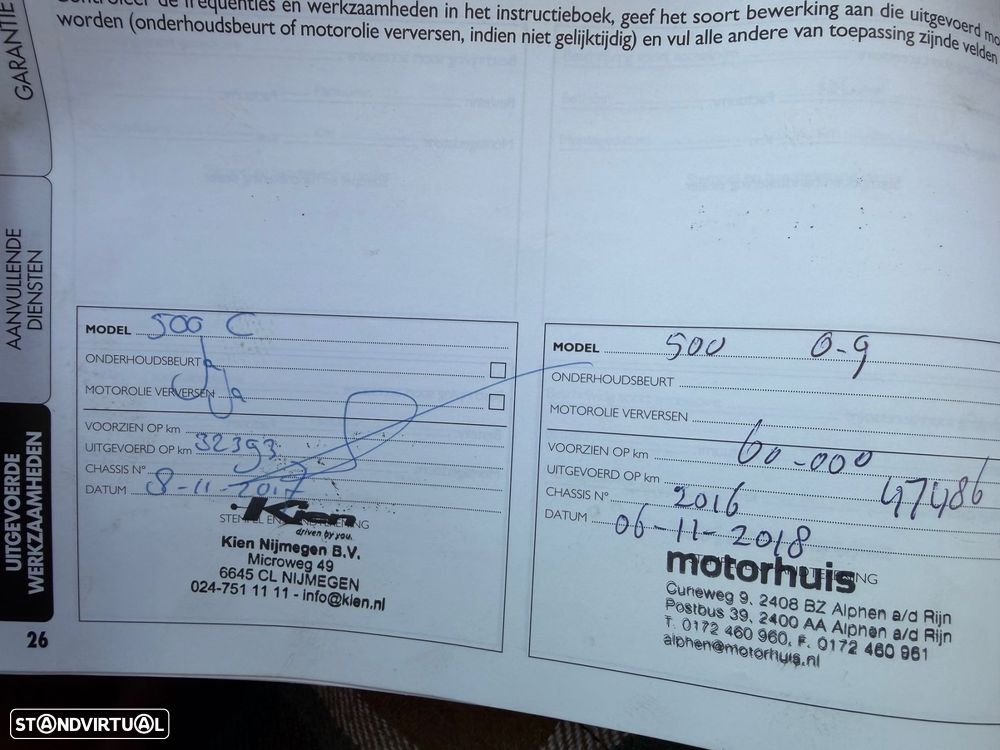 de frequenties en werkzaamheden in het instructieboek, geef het soort bewerking aan die uitgevoerd
worden (onderhoudsbeurt of motorolie verversen, indien niet gelijktijdig) en vul alle andere van toepassing zijnde velden
GARANTIE
AANVULLENDE
DIENSTEN
UITGEVOERDE
WERKZAAMHEDEN
26
MODEL 500 C
ONDERHOUDSBEURT
MOTOROLIE VERVERSEN
VOORZIEN OP km
UITGEVOERD OP km 32393
CHASSIS N°
DATUM 8-11-2017
Kien
driven by you.
Kien Nijmegen B.V.
Microweg 49
6645 CL NIJMEGEN
024-751 11 11 - info@kien.nl
MODEL 500 0-9
ONDERHOUDSBEURT
MOTOROLIE VERVERSEN
VOORZIEN OP km 60-000
UITGEVOERD OP km 47486
CHASSIS N° 2016
DATUM 06-11-2018
motorhuis
Curieweg 9, 2408 BZ Alphen a/d Rijn
Postbus 39, 2400 AA Alphen a/d Rijn
T. 0172 460 960, F. 0172 460 961
alphen@motorhuis.nl
STANDVIRTUAL